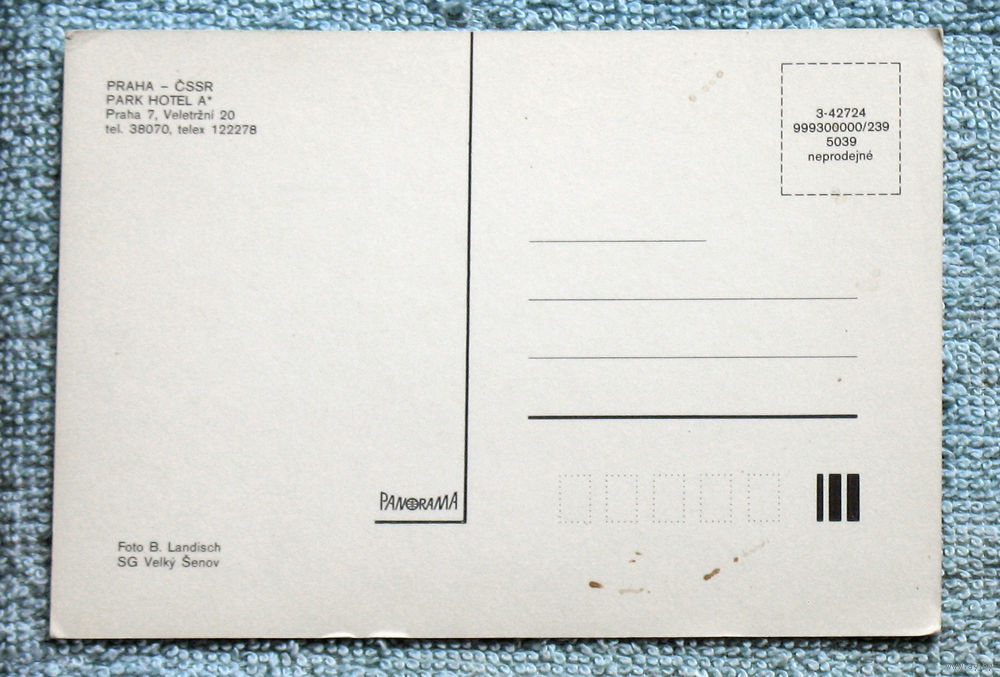 PRAHA – ČSSR
PARK HOTEL A*
Praha 7, Veletržní 20
tel. 38070, telex 122278
3-42724
999300000/239
5039
neprodejné
PANORAMA
Foto B. Landisch
SG Velký Šenov